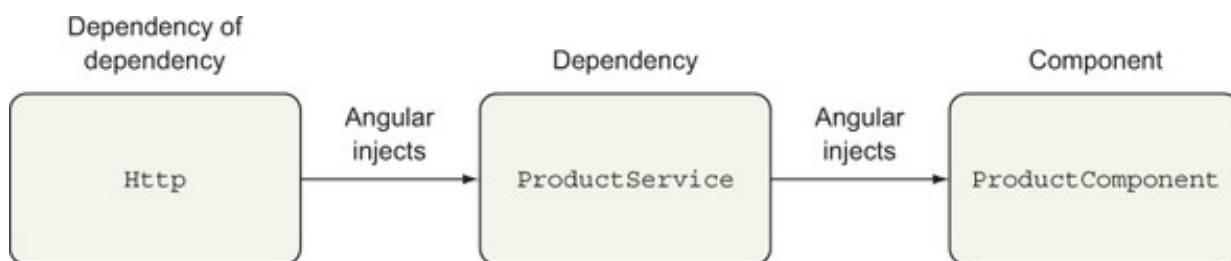 Dependency of
dependency
Dependency
Component
Http
Angular
injects
ProductService
Angular
injects
ProductComponent